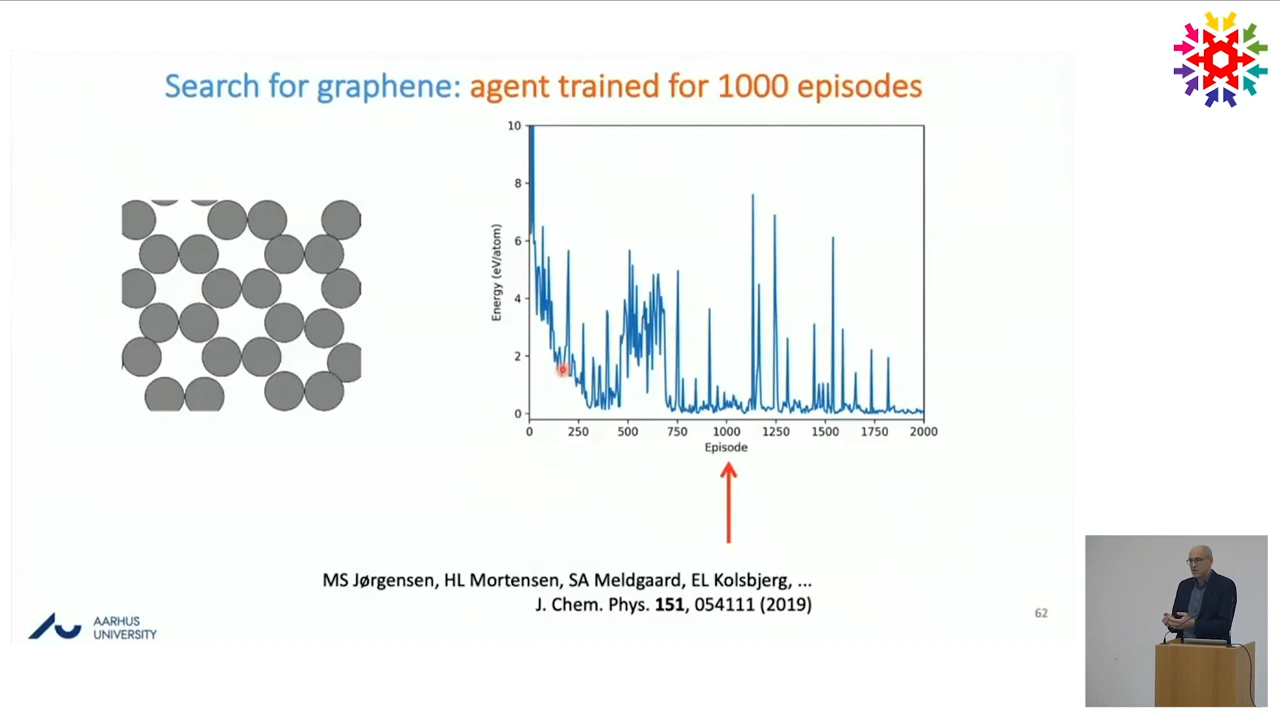 Search for graphene: agent trained for 1000 episodes
10
8
6
4
2
0
Energy (eV/atom)
0 250 500 750 1000 1250 1500 1750 2000
Episode
MS Jørgensen, HL Mortensen, SA Meldgaard, EL Kolsbjerg, ...
J. Chem. Phys. 151, 054111 (2019)
AARHUS
UNIVERSITY
62